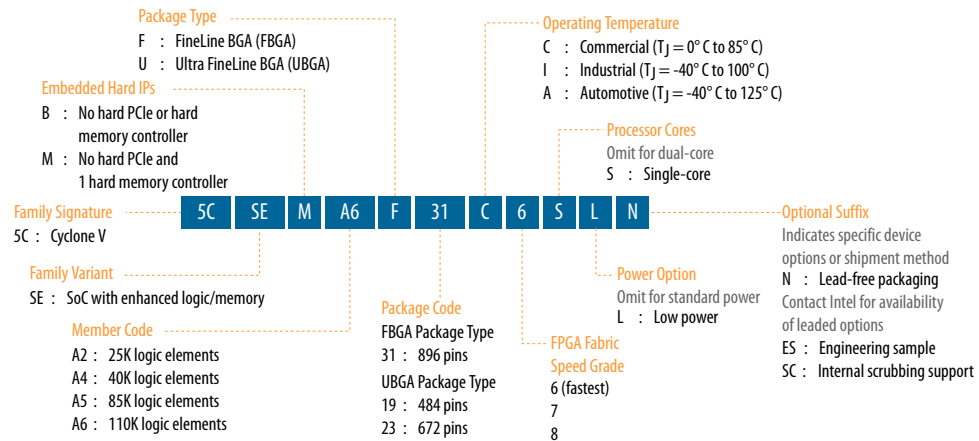 Package Type
F : FineLine BGA (FBGA)
U : Ultra FineLine BGA (UBGA)
Operating Temperature
C : Commercial (TJ = 0° C to 85° C)
I : Industrial (TJ = -40° C to 100° C)
A : Automotive (TJ = -40° C to 125° C)
Embedded Hard IPs
B : No hard PCIe or hard
memory controller
M : No hard PCIe and
1 hard memory controller
Processor Cores
Omit for dual-core
S : Single-core
Family Signature
5C : Cyclone V
5C SE M A6 F 31 C 6 S L N
Optional Suffix
Indicates specific device
options or shipment method
N : Lead-free packaging
Contact Intel for availability
of leaded options
ES : Engineering sample
SC : Internal scrubbing support
Family Variant
SE : SoC with enhanced logic/memory
Member Code
A2 : 25K logic elements
A4 : 40K logic elements
A5 : 85K logic elements
A6 : 110K logic elements
Package Code
FBGA Package Type
31 : 896 pins
UBGA Package Type
19 : 484 pins
23 : 672 pins
Power Option
Omit for standard power
L : Low power
FPGA Fabric
Speed Grade
6 (fastest)
7
8